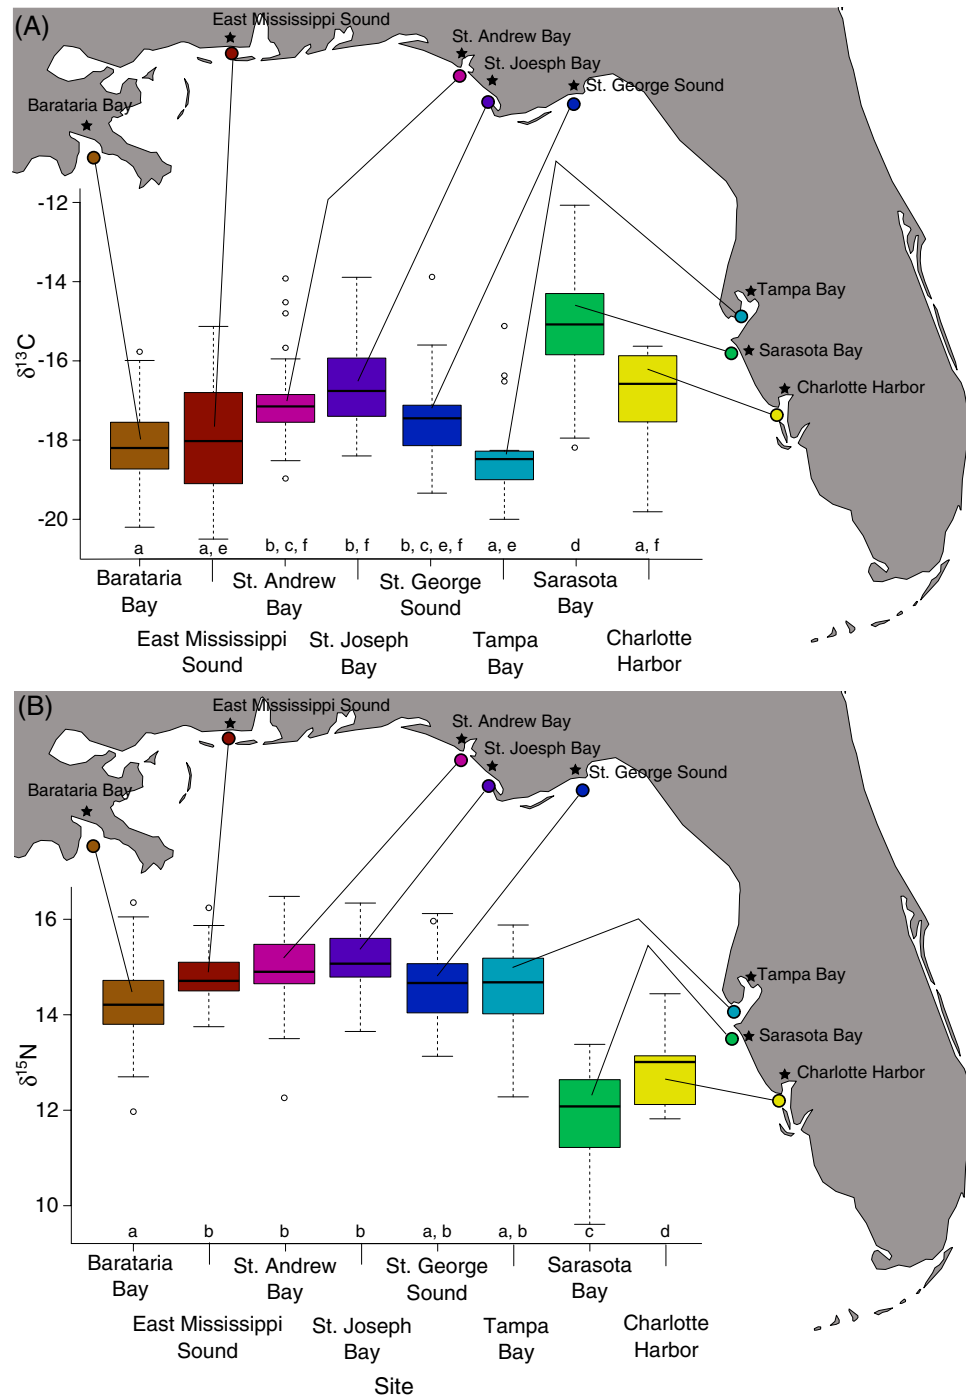 (A)
East Mississippi Sound
St. Andrew Bay
St. Joesph Bay
St. George Sound
Barataria Bay
Tampa Bay
Sarasota Bay
Charlotte Harbor
δ13C
-12
-14
-16
-18
-20
a
a, e
b, c, f
b, f
b, c, e, f
a, e
d
a, f
Barataria
Bay
East Mississippi
Sound
St. Andrew
Bay
St. Joseph
Bay
St. George
Sound
Tampa
Bay
Sarasota
Bay
Charlotte
Harbor
(B)
East Mississippi Sound
St. Andrew Bay
St. Joesph Bay
St. George Sound
Barataria Bay
Tampa Bay
Sarasota Bay
Charlotte Harbor
δ15N
16
14
12
10
a
b
b
b
a, b
a, b
c
d
Barataria
Bay
East Mississippi
Sound
St. Andrew
Bay
St. Joseph
Bay
St. George
Sound
Tampa
Bay
Sarasota
Bay
Charlotte
Harbor
Site